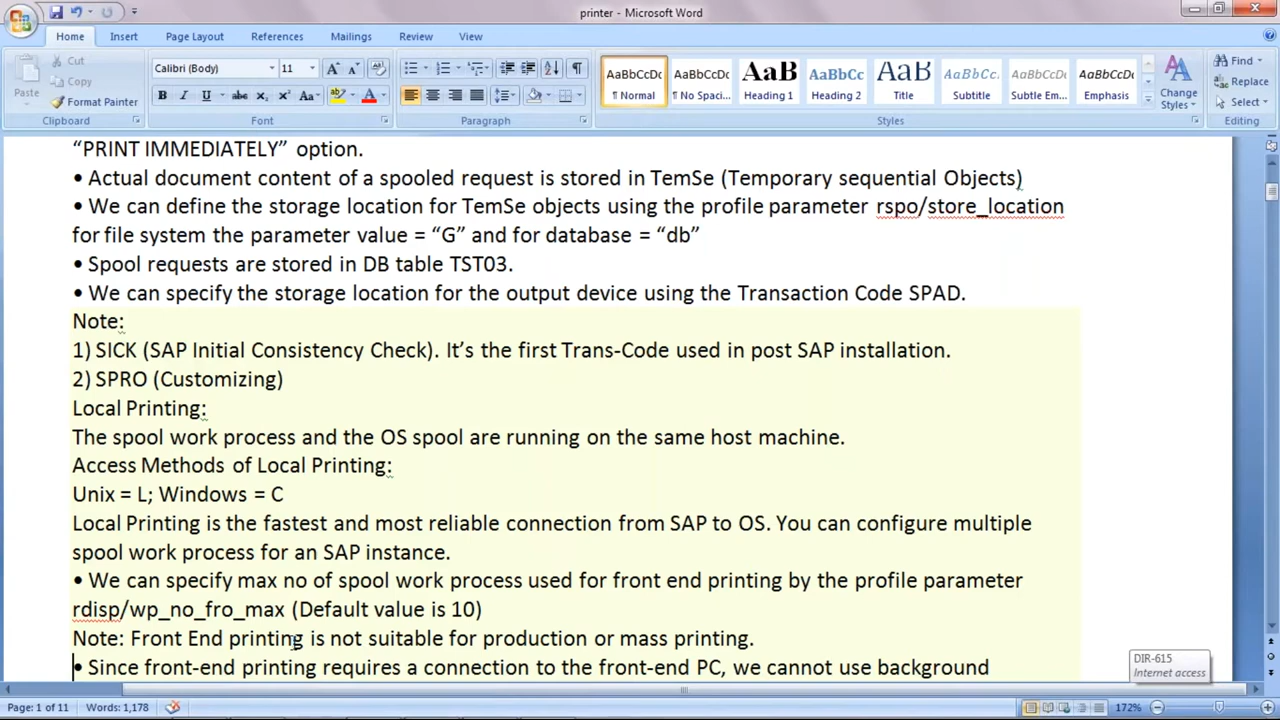 printer - Microsoft Word
Home Insert Page Layout References Mailings Review View
Cut
Copy
Format Painter
Paste
Clipboard
Calibri (Body) 11
Font
Paragraph
AaBbCcDc AaBbCcDc AaB AaBbCc AaB AaBbCc AaBbCcDc AaBbCcDc
¶ Normal ¶ No Spaci... Heading 1 Heading 2 Title Subtitle Subtle Em... Emphasis
Change Styles
Styles
Find
Replace
Select
Editing
“PRINT IMMEDIATELY” option.
• Actual document content of a spooled request is stored in TemSe (Temporary sequential Objects)
• We can define the storage location for TemSe objects using the profile parameter rspo/store_location
for file system the parameter value = “G” and for database = “db”
• Spool requests are stored in DB table TST03.
• We can specify the storage location for the output device using the Transaction Code SPAD.
Note:
1) SICK (SAP Initial Consistency Check). It’s the first Trans-Code used in post SAP installation.
2) SPRO (Customizing)
Local Printing:
The spool work process and the OS spool are running on the same host machine.
Access Methods of Local Printing:
Unix = L; Windows = C
Local Printing is the fastest and most reliable connection from SAP to OS. You can configure multiple
spool work process for an SAP instance.
• We can specify max no of spool work process used for front end printing by the profile parameter
rdisp/wp_no_fro_max (Default value is 10)
Note: Front End printing is not suitable for production or mass printing.
• Since front-end printing requires a connection to the front-end PC, we cannot use background
DIR-615
Internet access
Page: 1 of 11 Words: 1,178 172%